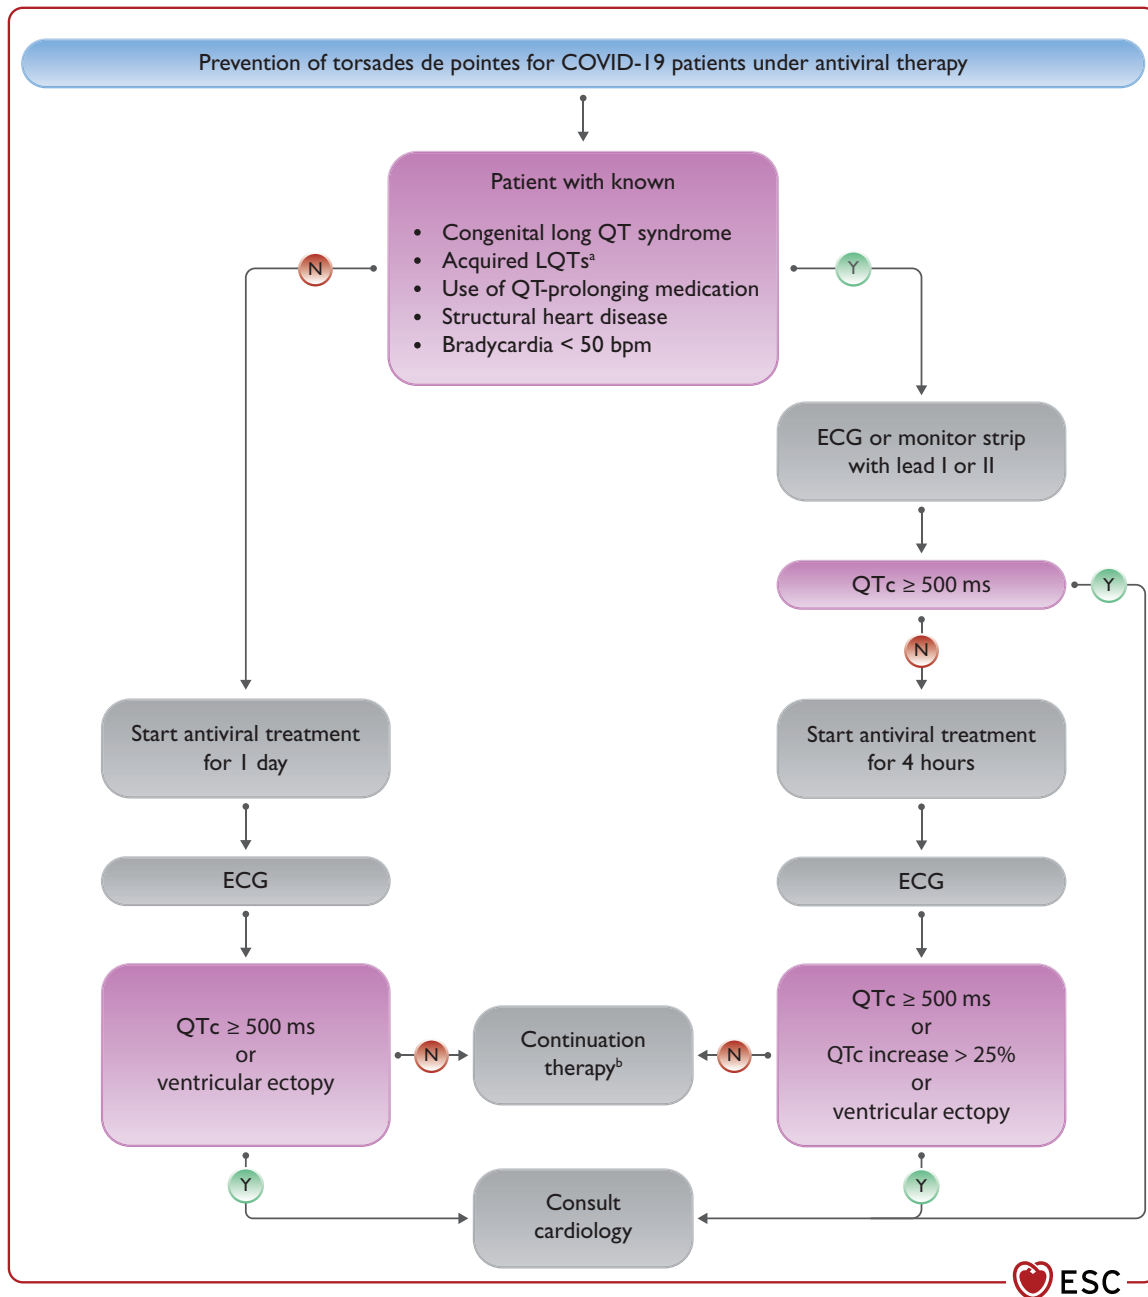 Prevention of torsades de pointes for COVID-19 patients under antiviral therapy
Patient with known
• Congenital long QT syndrome
• Acquired LQTsᵃ
• Use of QT-prolonging medication
• Structural heart disease
• Bradycardia < 50 bpm
N
Y
ECG or monitor strip
with lead I or II
QTc ≥ 500 ms
Y
N
Start antiviral treatment
for 1 day
Start antiviral treatment
for 4 hours
ECG
ECG
QTc ≥ 500 ms
or
ventricular ectopy
N
Continuation
therapyᵇ
N
QTc ≥ 500 ms
or
QTc increase > 25%
or
ventricular ectopy
Y
Consult
cardiology
Y
ESC